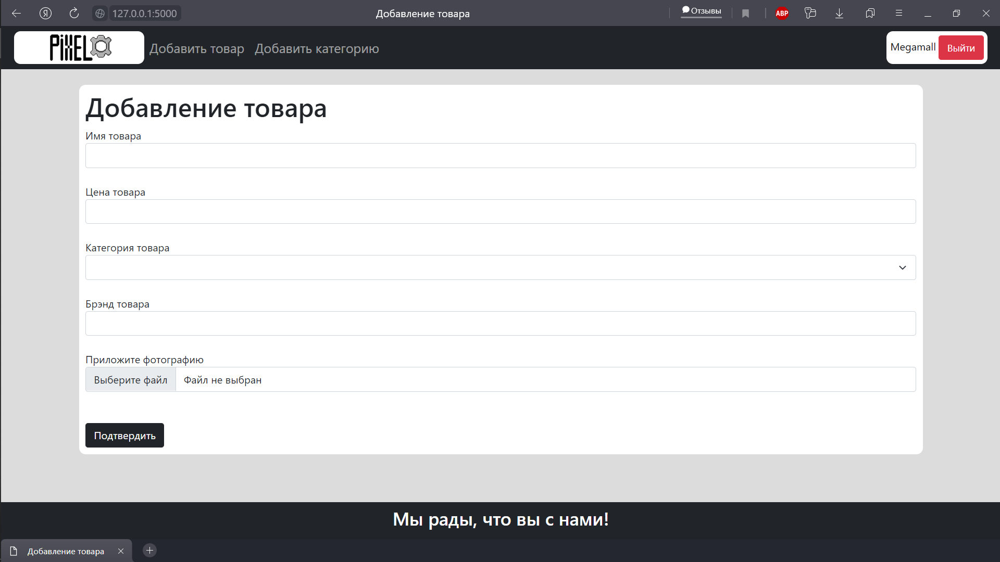 127.0.0.1:5000
Добавление товара
Отзывы
ABP
PiXEL
Добавить товар
Добавить категорию
Megamall
Выйти
Добавление товара
Имя товара
Цена товара
Категория товара
Брэнд товара
Приложите фотографию
Выберите файл
Файл не выбран
Подтвердить
Мы рады, что вы с нами!
Добавление товара